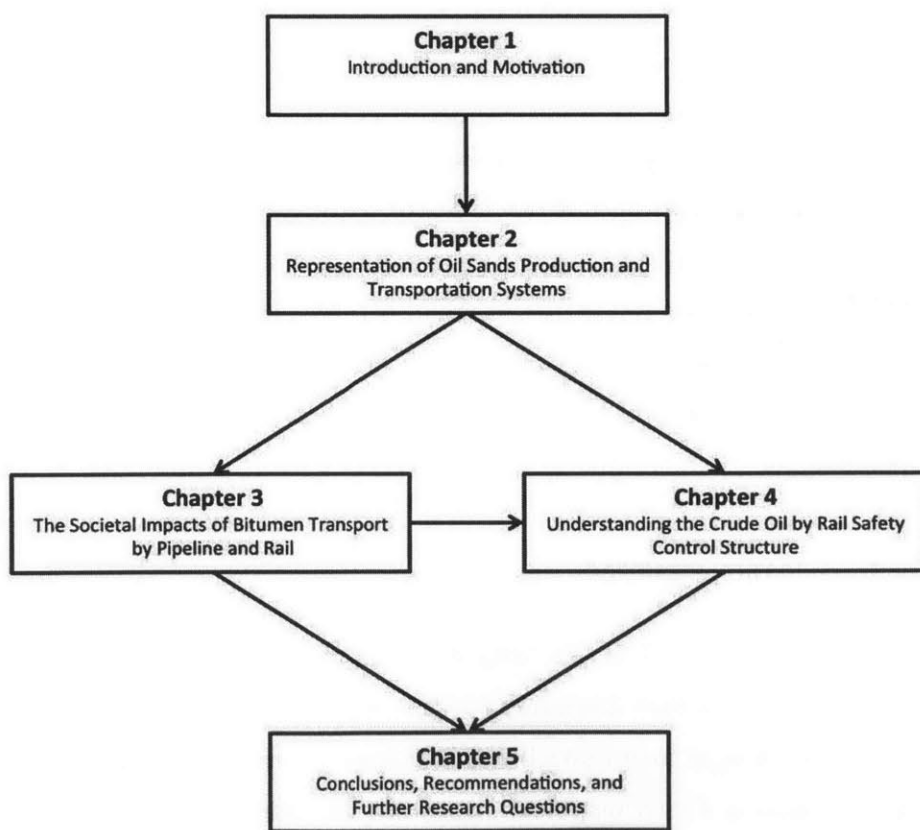 Chapter 1
Introduction and Motivation
Chapter 2
Representation of Oil Sands Production and
Transportation Systems
Chapter 3
The Societal Impacts of Bitumen Transport
by Pipeline and Rail
Chapter 4
Understanding the Crude Oil by Rail Safety
Control Structure
Chapter 5
Conclusions, Recommendations, and
Further Research Questions